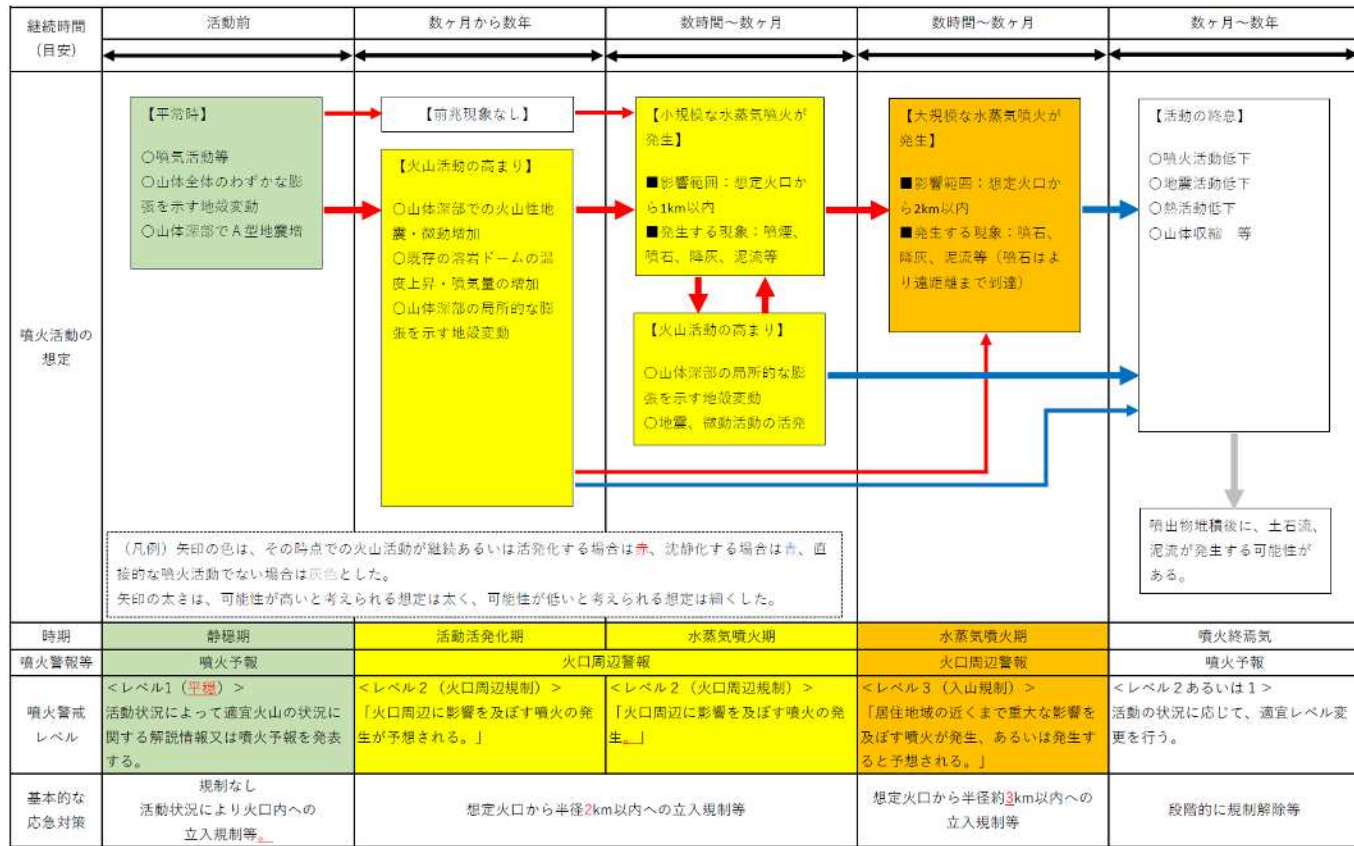 継続時間
(目安)
活動前
数ヶ月から数年
数時間～数ヶ月
数時間～数ヶ月
数ヶ月～数年
噴火活動の
想定
【平常時】
○噴気活動等
○山体全体のわずかな膨
張を示す地殻変動
○山体深部でA型地震増
【前兆現象なし】
【火山活動の高まり】
○山体深部での火山性地
震・微動増加
○既存の溶岩ドームの温
度上昇・噴気量の増加
○山体深部の局所的な膨
張を示す地殻変動
【小規模な水蒸気噴火が
発生】
■影響範囲：想定火口か
ら1km以内
■発生する現象：噴煙、
噴石、降灰、泥流等
【火山活動の高まり】
○山体深部の局所的な膨
張を示す地殻変動
○地震、微動活動の活発
【大規模な水蒸気噴火が
発生】
■影響範囲：想定火口か
ら2km以内
■発生する現象：噴石、
降灰、泥流等（噴石はよ
り遠距離まで到達）
【活動の終息】
○噴火活動低下
○地震活動低下
○熱活動低下
○山体収縮　等
噴出物堆積後に、土石流、
泥流が発生する可能性が
ある。
（凡例）矢印の色は、その時点での火山活動が継続あるいは活発化する場合は赤、沈静化する場合は青、直
接的な噴火活動でない場合は灰色とした。
矢印の太さは、可能性が高いと考えられる想定は太く、可能性が低いと考えられる想定は細くした。
時期
静穏期
活動活発化期
水蒸気噴火期
水蒸気噴火期
噴火終焉気
噴火警報等
噴火予報
火口周辺警報
火口周辺警報
噴火予報
噴火警戒
レベル
＜レベル1（平穏）＞
活動状況によって適宜火山の状況に
関する解説情報又は噴火予報を発表
する。
＜レベル２（火口周辺規制）＞
「火口周辺に影響を及ぼす噴火の発
生が予想される。」
＜レベル２（火口周辺規制）＞
「火口周辺に影響を及ぼす噴火の発
生。」
＜レベル３（入山規制）＞
「居住地域の近くまで重大な影響を
及ぼす噴火が発生、あるいは発生す
ると予想される。」
＜レベル２あるいは１＞
活動の状況に応じて、適宜レベル変
更を行う。
基本的な
応急対策
規制なし
活動状況により火口内への
立入規制等。
想定火口から半径2km以内への立入規制等
想定火口から半径約3km以内への
立入規制等
段階的に規制解除等